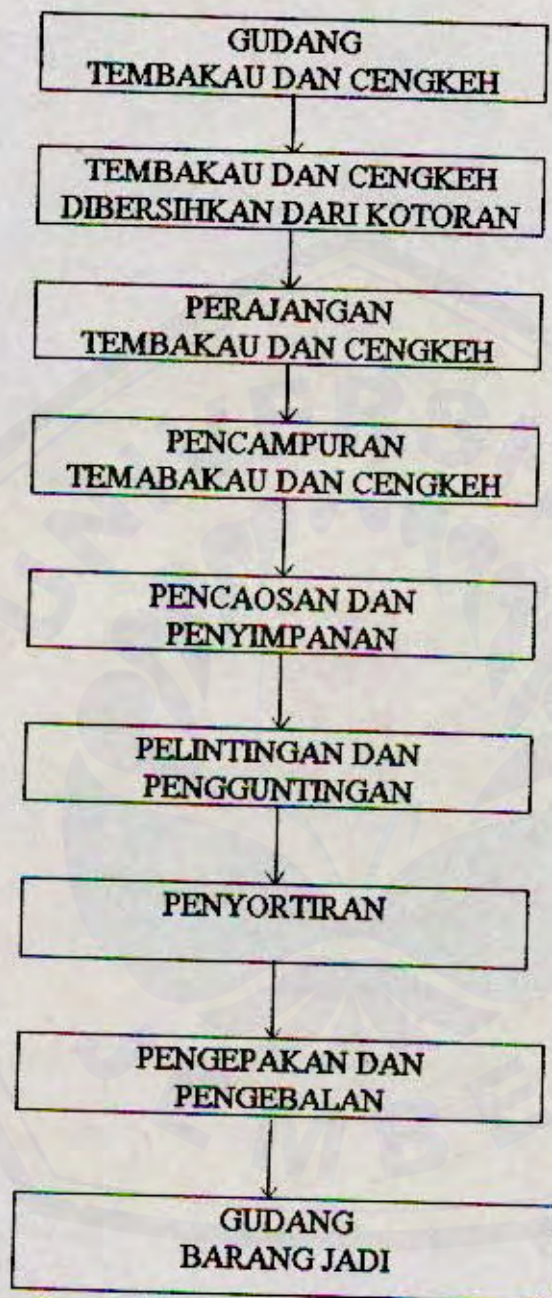 GUDANG
TEMBAKAU DAN CENGKEH
TEMBAKAU DAN CENGKEH
DIBERSIHKAN DARI KOTORAN
PERAJANGAN
TEMBAKAU DAN CENGKEH
PENCAMPURAN
TEMABAKAU DAN CENGKEH
PENCAOSAN DAN
PENYIMPANAN
PELINTINGAN DAN
PENGGUNTINGAN
PENYORTIRAN
PENGEPAKAN DAN
PENGEBALAN
GUDANG
BARANG JADI